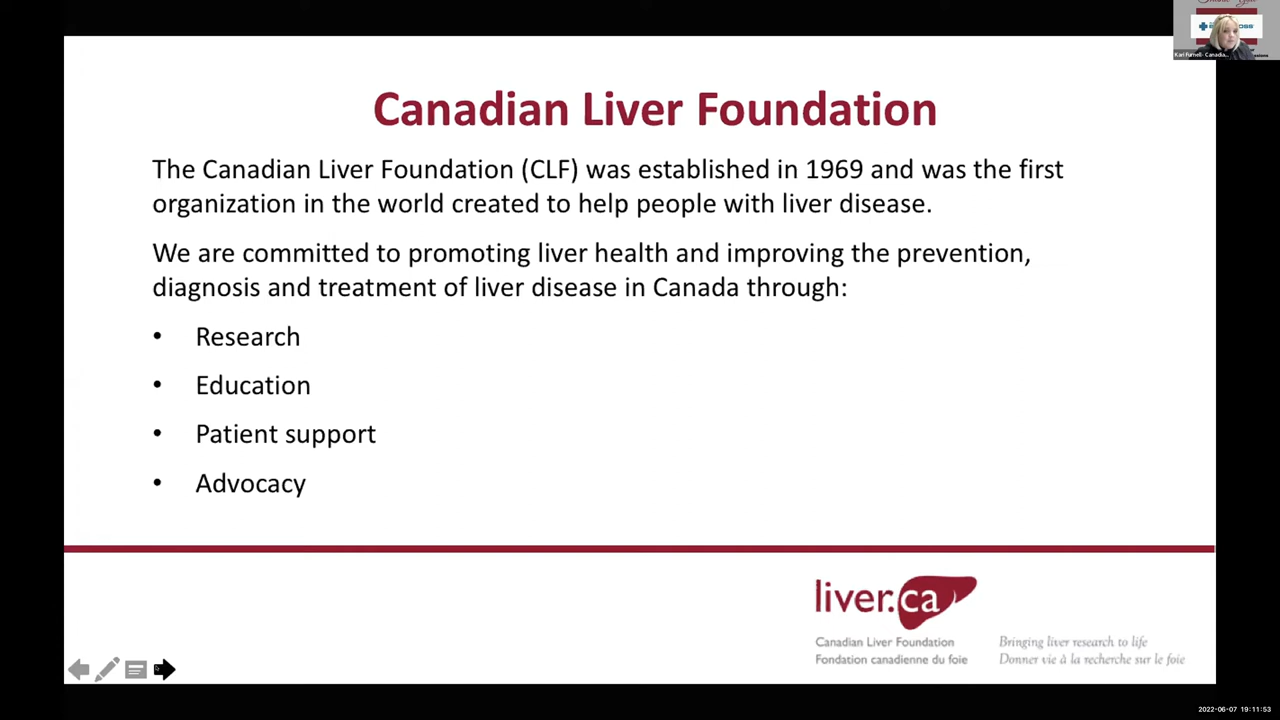 Canadian Liver Foundation
The Canadian Liver Foundation (CLF) was established in 1969 and was the first
organization in the world created to help people with liver disease.
We are committed to promoting liver health and improving the prevention,
diagnosis and treatment of liver disease in Canada through:
• Research
• Education
• Patient support
• Advocacy
liver.ca
Canadian Liver Foundation
Fondation canadienne du foie
Bringing liver research to life
Donner vie à la recherche sur le foie
2022-06-07 19:11:53